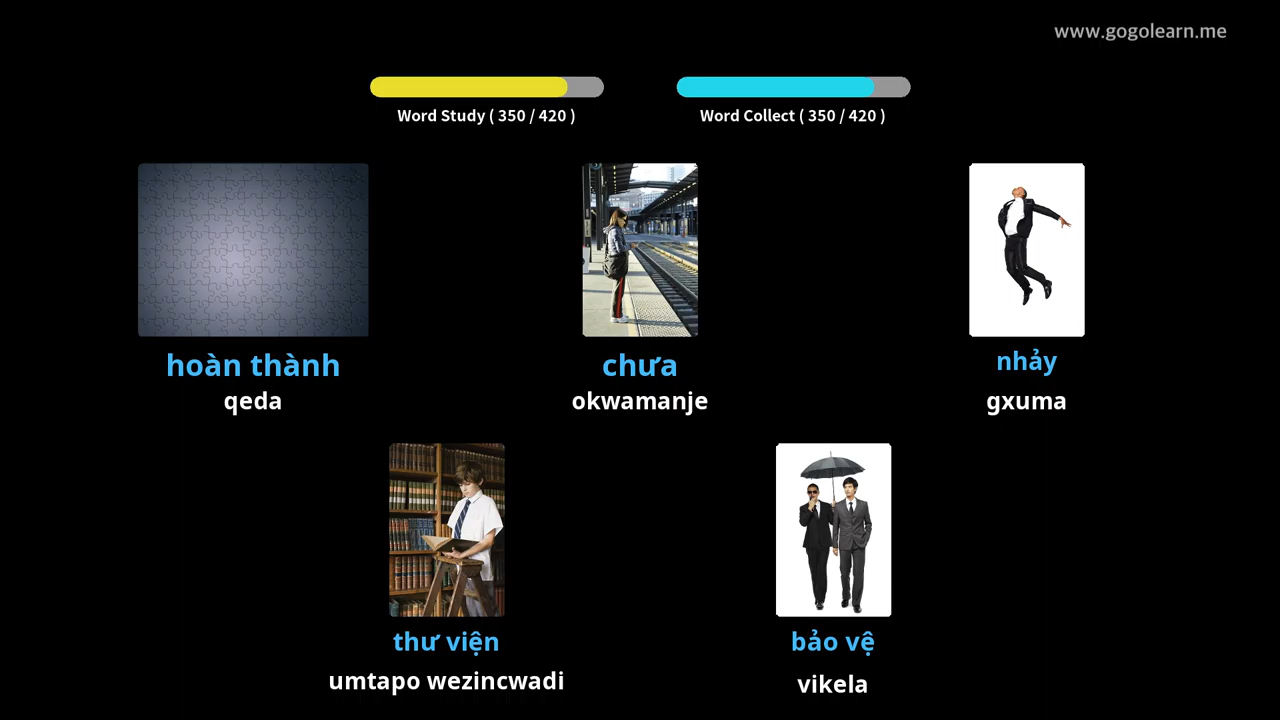 www.gogolearn.me
Word Study ( 350 / 420 )
Word Collect ( 350 / 420 )
hoàn thành
qeda
chưa
okwamanje
nhảy
gxuma
thư viện
umtapo wezincwadi
bảo vệ
vikela